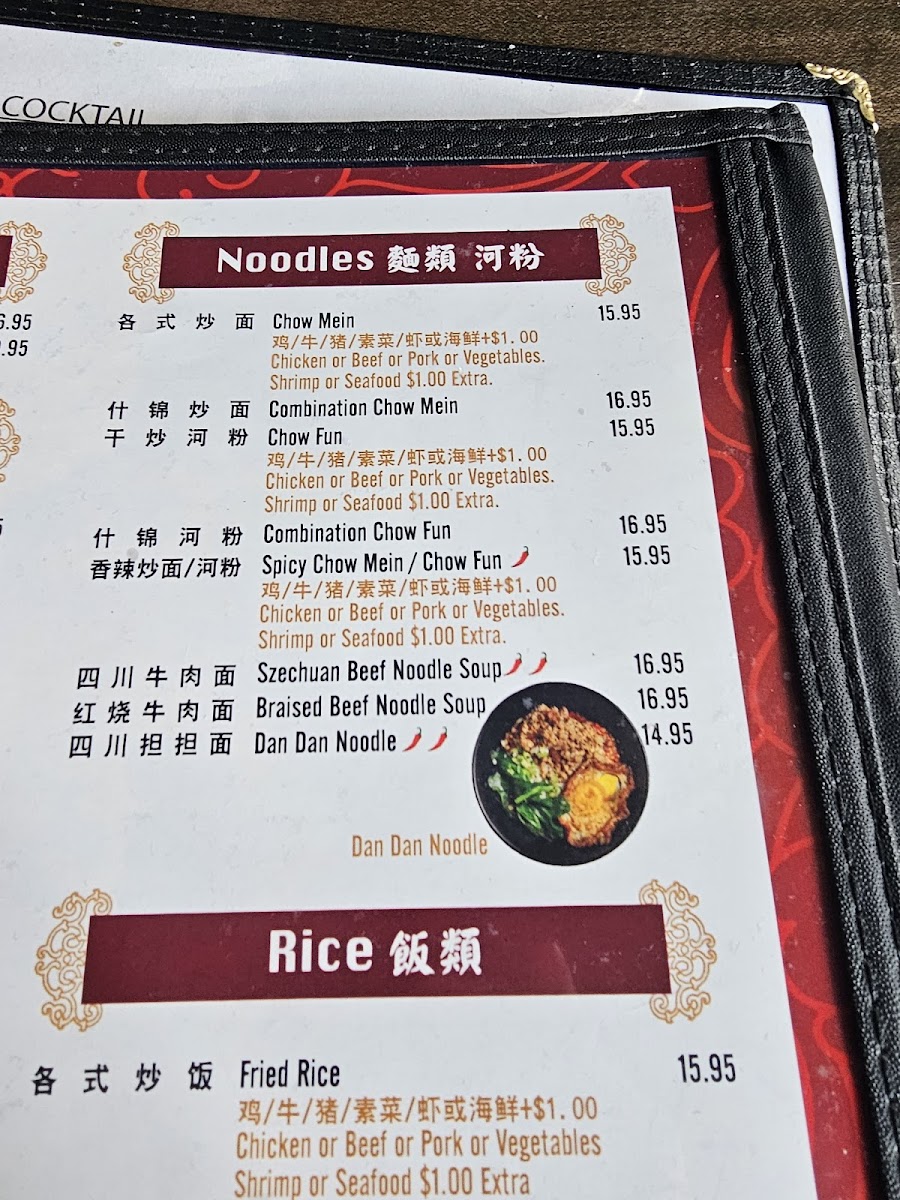 COCKTAIL
Noodles 麵類 河粉
6.95
.95
各式炒面 Chow Mein 15.95
鸡/牛/猪/素菜/虾或海鲜+$1.00
Chicken or Beef or Pork or Vegetables.
Shrimp or Seafood $1.00 Extra.
什锦炒面 Combination Chow Mein 16.95
干炒河粉 Chow Fun 15.95
鸡/牛/猪/素菜/虾或海鲜+$1.00
Chicken or Beef or Pork or Vegetables.
Shrimp or Seafood $1.00 Extra.
什锦河粉 Combination Chow Fun 16.95
香辣炒面/河粉 Spicy Chow Mein / Chow Fun 15.95
鸡/牛/猪/素菜/虾或海鲜+$1.00
Chicken or Beef or Pork or Vegetables.
Shrimp or Seafood $1.00 Extra.
四川牛肉面 Szechuan Beef Noodle Soup 16.95
红烧牛肉面 Braised Beef Noodle Soup 16.95
四川担担面 Dan Dan Noodle 14.95
Dan Dan Noodle
Rice 飯類
各式炒饭 Fried Rice 15.95
鸡/牛/猪/素菜/虾或海鲜+$1.00
Chicken or Beef or Pork or Vegetables
Shrimp or Seafood $1.00 Extra